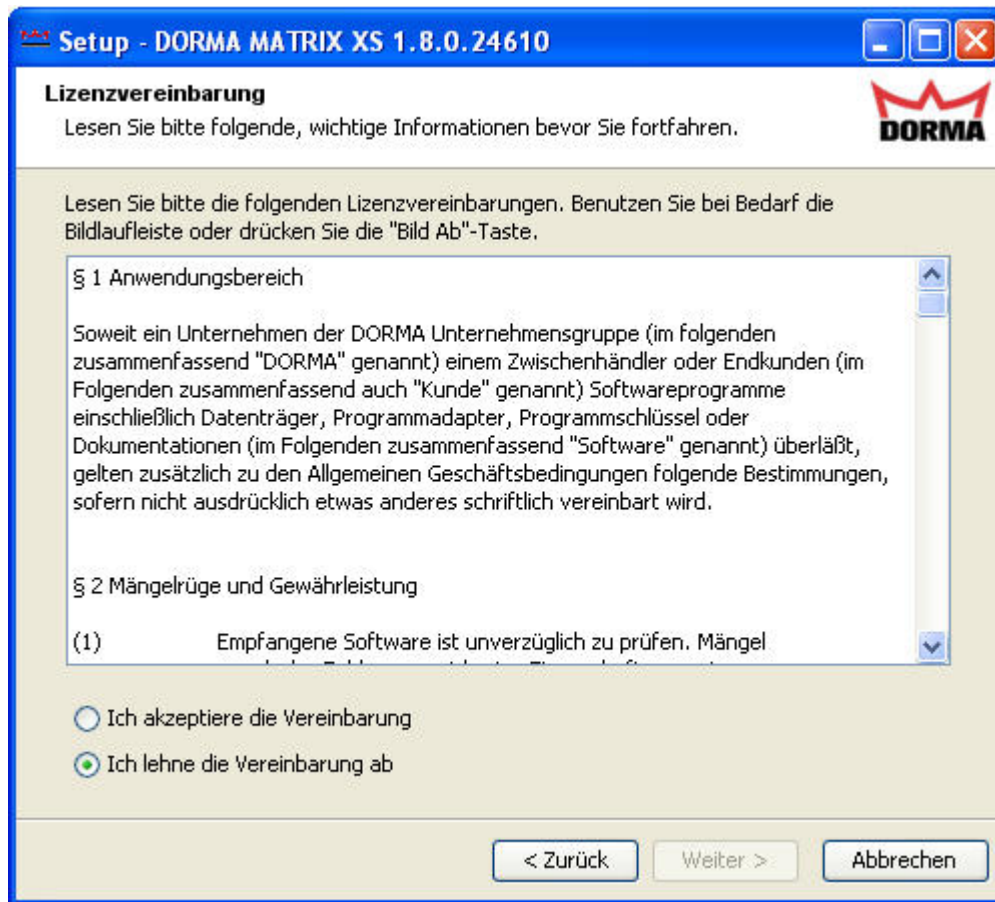 Setup - DORMA MATRIX XS 1.8.0.24610
Lizenzvereinbarung
Lesen Sie bitte folgende, wichtige Informationen bevor Sie fortfahren.
DORMA
Lesen Sie bitte die folgenden Lizenzvereinbarungen. Benutzen Sie bei Bedarf die
Bildlaufleiste oder drücken Sie die "Bild Ab"-Taste.
§ 1 Anwendungsbereich
Soweit ein Unternehmen der DORMA Unternehmensgruppe (im folgenden
zusammenfassend "DORMA" genannt) einem Zwischenhändler oder Endkunden (im
Folgenden zusammenfassend auch "Kunde" genannt) Softwareprogramme
einschließlich Datenträger, Programmadapter, Programmschlüssel oder
Dokumentationen (im Folgenden zusammenfassend "Software" genannt) überläßt,
gelten zusätzlich zu den Allgemeinen Geschäftsbedingungen folgende Bestimmungen,
sofern nicht ausdrücklich etwas anderes schriftlich vereinbart wird.
§ 2 Mängelrüge und Gewährleistung
(1) Empfangene Software ist unverzüglich zu prüfen. Mängel
Ich akzeptiere die Vereinbarung
Ich lehne die Vereinbarung ab
< Zurück
Weiter >
Abbrechen